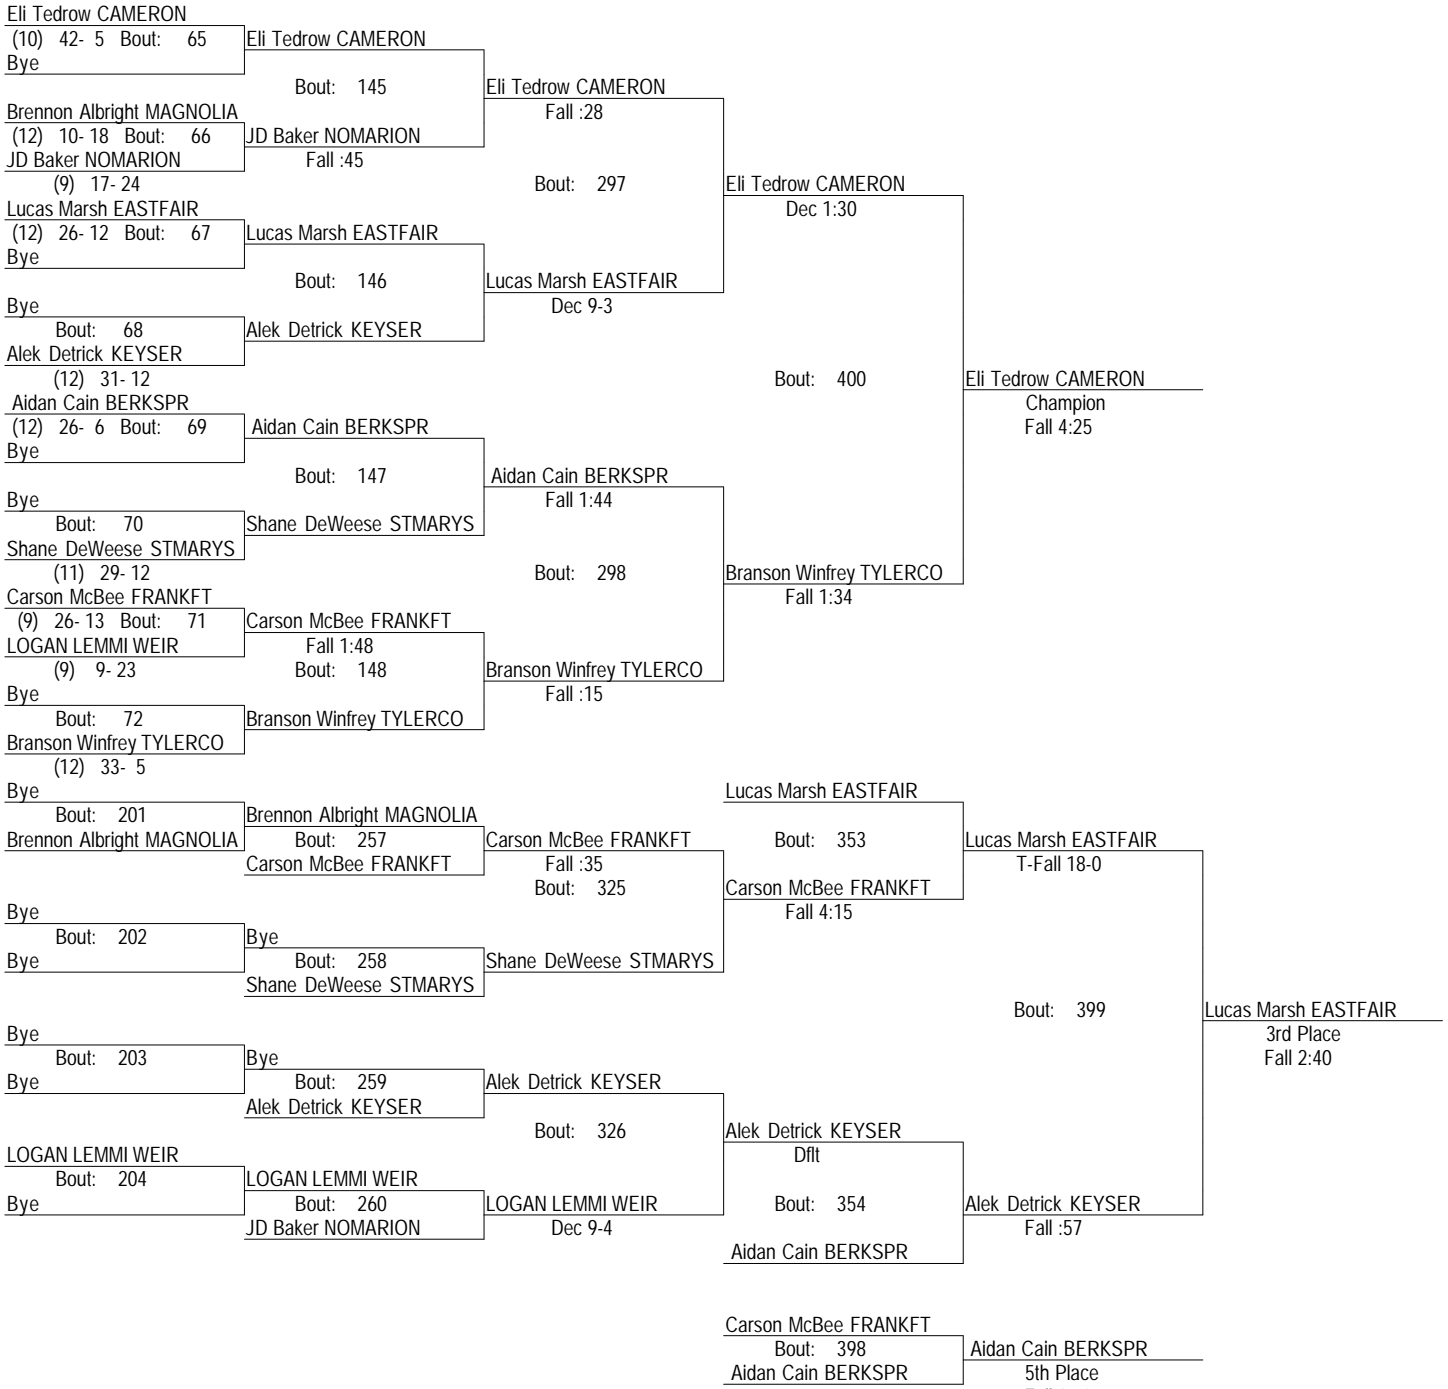 Eli Tedrow CAMERON
(10) 42- 5 Bout: 65 Eli Tedrow CAMERON
Bye
Bout: 145 Eli Tedrow CAMERON
Brennon Albright MAGNOLIA Fall :28
(12) 10- 18 Bout: 66 JD Baker NOMARION
JD Baker NOMARION Fall :45
(9) 17- 24 Bout: 297 Eli Tedrow CAMERON
Lucas Marsh EASTFAIR Dec 1:30
(12) 26- 12 Bout: 67 Lucas Marsh EASTFAIR
Bye
Bout: 146 Lucas Marsh EASTFAIR
Bye Dec 9-3
Bout: 68 Alek Detrick KEYSER
Alek Detrick KEYSER
(12) 31- 12 Bout: 400 Eli Tedrow CAMERON
Aidan Cain BERKSPR Champion
(12) 26- 6 Bout: 69 Aidan Cain BERKSPR Fall 4:25
Bye
Bout: 147 Aidan Cain BERKSPR
Bye Fall 1:44
Bout: 70 Shane DeWeese STMARYS
Shane DeWeese STMARYS
(11) 29- 12 Bout: 298 Branson Winfrey TYLERCO
Carson McBee FRANKFT Fall 1:34
(9) 26- 13 Bout: 71 Carson McBee FRANKFT
LOGAN LEMMI WEIR Fall 1:48
(9) 9- 23 Bout: 148 Branson Winfrey TYLERCO
Bye Fall :15
Bout: 72 Branson Winfrey TYLERCO
Branson Winfrey TYLERCO
(12) 33- 5
Bye Lucas Marsh EASTFAIR
Bout: 201 Brennon Albright MAGNOLIA
Brennon Albright MAGNOLIA Bout: 257 Carson McBee FRANKFT Bout: 353 Lucas Marsh EASTFAIR
Carson McBee FRANKFT Fall :35 T-Fall 18-0
Bout: 325 Carson McBee FRANKFT
Bye Fall 4:15
Bout: 202 Bye
Bye Bout: 258 Shane DeWeese STMARYS
Shane DeWeese STMARYS
Bout: 399 Lucas Marsh EASTFAIR
Bye 3rd Place
Bout: 203 Bye Fall 2:40
Bye Bout: 259 Alek Detrick KEYSER
Alek Detrick KEYSER
Bout: 326 Alek Detrick KEYSER
LOGAN LEMMI WEIR Dflt
Bout: 204 LOGAN LEMMI WEIR
Bye Bout: 260 LOGAN LEMMI WEIR Bout: 354 Alek Detrick KEYSER
JD Baker NOMARION Dec 9-4 Fall :57
Aidan Cain BERKSPR
Carson McBee FRANKFT
Bout: 398 Aidan Cain BERKSPR
Aidan Cain BERKSPR 5th Place